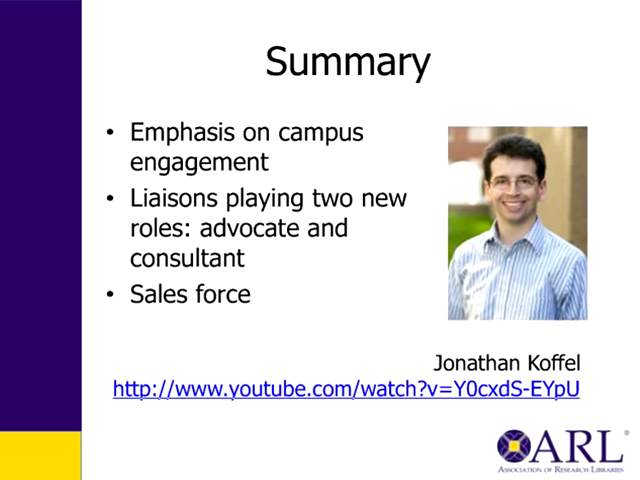 Summary
• Emphasis on campus
engagement
• Liaisons playing two new
roles: advocate and
consultant
• Sales force
Jonathan Koffel
http://www.youtube.com/watch?v=Y0cxdS-EYpU
ARL®
ASSOCIATION OF RESEARCH LIBRARIES